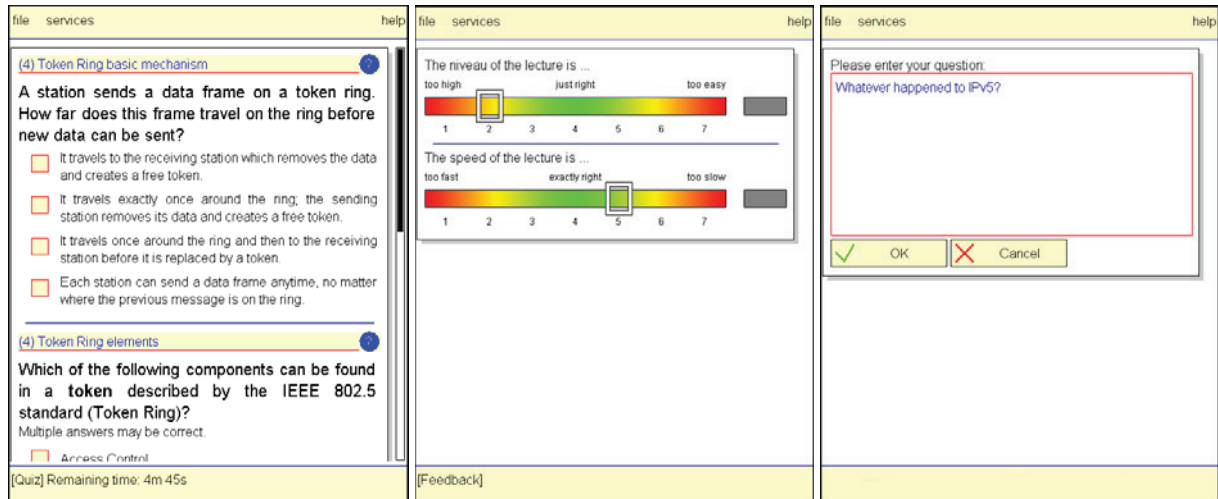 file services help
(4) Token Ring basic mechanism ?
A station sends a data frame on a token ring.
How far does this frame travel on the ring before
new data can be sent?
It travels to the receiving station which removes the data
and creates a free token.
It travels exactly once around the ring; the sending
station removes its data and creates a free token.
It travels once around the ring and then to the receiving
station before it is replaced by a token.
Each station can send a data frame anytime, no matter
where the previous message is on the ring.
(4) Token Ring elements ?
Which of the following components can be found
in a token described by the IEEE 802.5
standard (Token Ring)?
Multiple answers may be correct.
Access Control
[Quiz] Remaining time: 4m 45s
file services help
The niveau of the lecture is ...
too high just right too easy
1 2 3 4 5 6 7
The speed of the lecture is ...
too fast exactly right too slow
1 2 3 4 5 6 7
[Feedback]
file services help
Please enter your question:
Whatever happened to IPv5?
OK Cancel